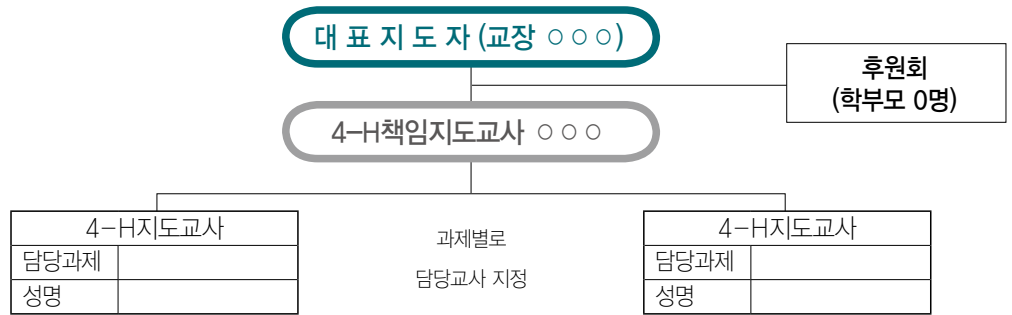 대 표 지 도 자 (교장 ○○○)
후원회
(학부모 0명)
4-H책임지도교사 ○○○
4-H지도교사
담당과제
성명
과제별로
담당교사 지정
4-H지도교사
담당과제
성명